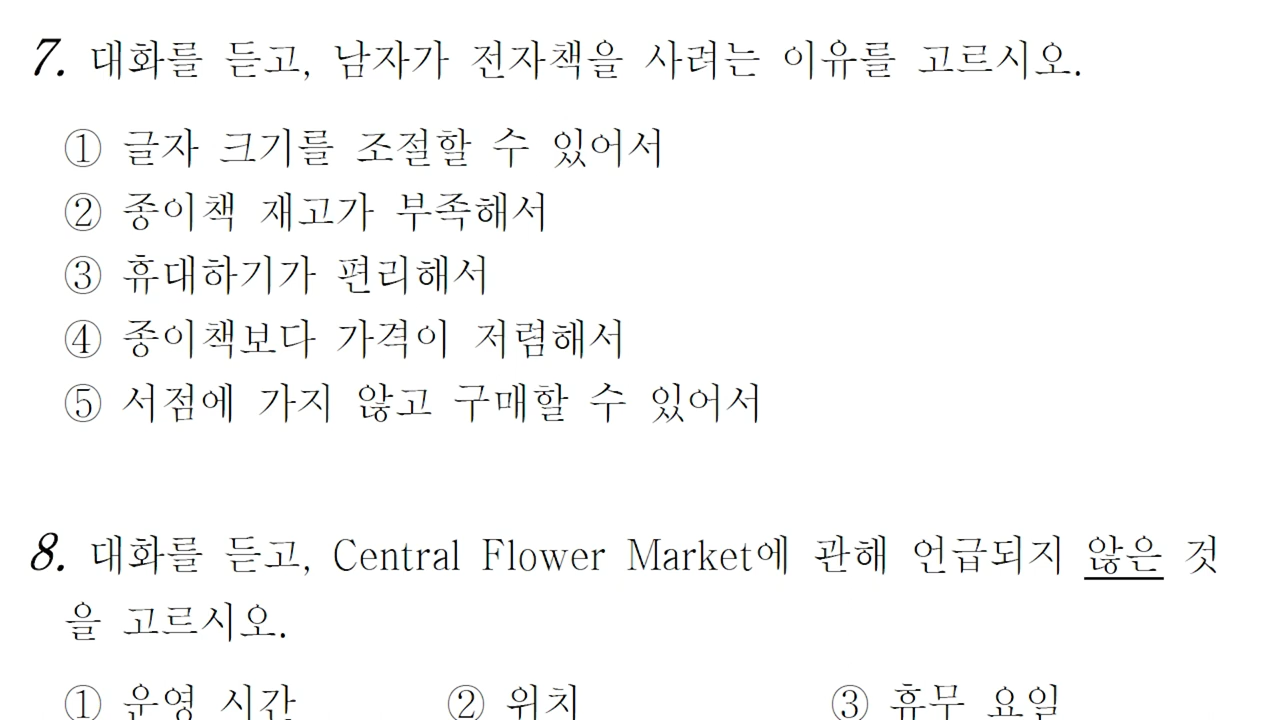 7. 대화를 듣고, 남자가 전자책을 사려는 이유를 고르시오.
① 글자 크기를 조절할 수 있어서
② 종이책 재고가 부족해서
③ 휴대하기가 편리해서
④ 종이책보다 가격이 저렴해서
⑤ 서점에 가지 않고 구매할 수 있어서
8. 대화를 듣고, Central Flower Market에 관해 언급되지 않은 것
을 고르시오.
① 운영 시간 ② 위치 ③ 휴무 요일